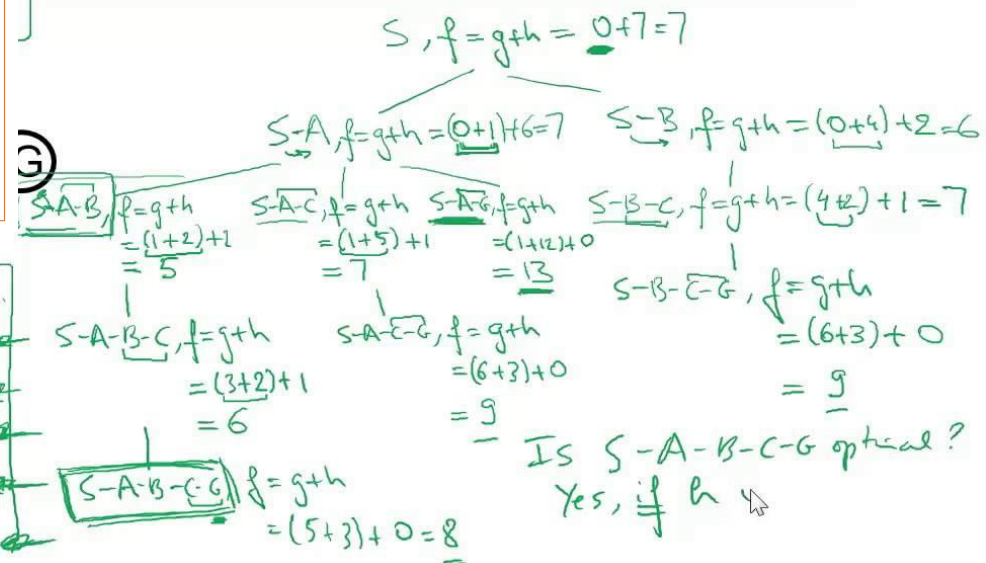 S, f = g+h = 0+7=7
S-A, f=g+h =(0+1)+6=7
S-B, f=g+h=(0+4)+2=6
G
S-A-B, f=g+h
=(1+2)+2
= 5
S-A-C, f=g+h
=(1+5)+1
=7
S-A-G, f=g+h
=(1+12)+0
= 13
S-B-C, f=g+h=(4+2)+1=7
S-B-C-G, f=g+h
=(6+3)+0
= 9
S-A-B-C, f=g+h
=(3+2)+1
=6
S-A-C-G, f=g+h
=(6+3)+0
= 9
S-A-B-C-G f=g+h
=(5+3)+0=8
Is S-A-B-C-G optimal?
Yes, if h